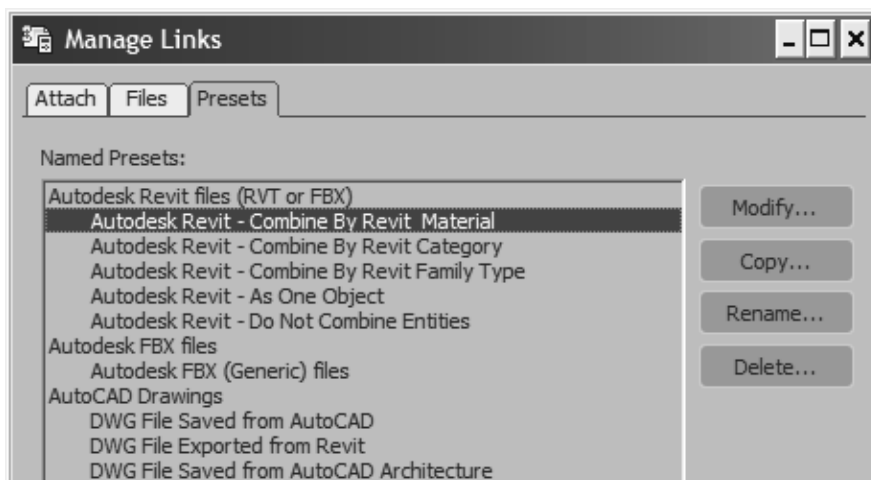 Manage Links
Attach Files Presets
Named Presets:
Autodesk Revit files (RVT or FBX)
Autodesk Revit - Combine By Revit Material
Autodesk Revit - Combine By Revit Category
Autodesk Revit - Combine By Revit Family Type
Autodesk Revit - As One Object
Autodesk Revit - Do Not Combine Entities
Autodesk FBX files
Autodesk FBX (Generic) files
AutoCAD Drawings
DWG File Saved from AutoCAD
DWG File Exported from Revit
DWG File Saved from AutoCAD Architecture
Modify...
Copy...
Rename...
Delete...